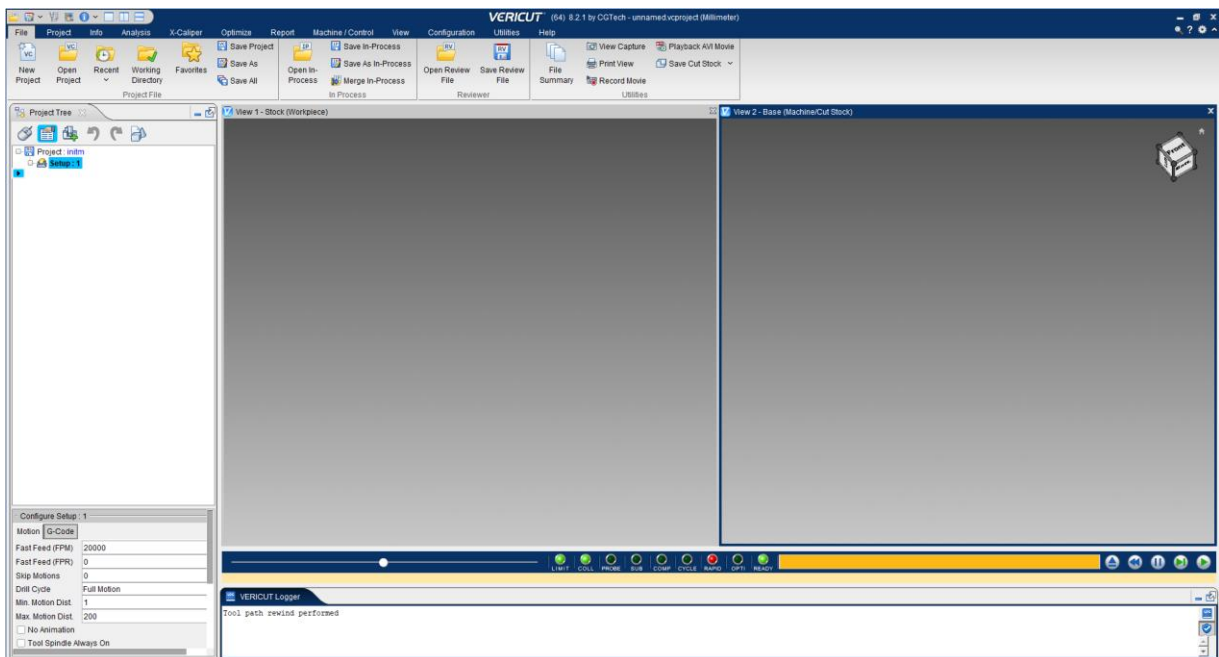 VERICUT (64) 8.2.1 by CGTech - unnamed.vcproject (Millimeter)
File Project Info Analysis X-Caliper Optimize Report Machine / Control View Configuration Utilities Help
New Project
Open Project
Recent
Working Directory
Favorites
Save Project
Save As
Save All
Project File
Open In-Process
Save In-Process
Save As In-Process
Merge In-Process
In Process
Open Review File
Save Review File
Reviewer
File Summary
View Capture
Print View
Record Movie
Playback AVI Movie
Save Cut Stock
Utilities
Project Tree
Project : initm
Setup : 1
View 1 - Stock (Workpiece)
View 2 - Base (Machine/Cut Stock)
Front
Configure Setup : 1
Motion G-Code
Fast Feed (FPM) 20000
Fast Feed (FPR) 0
Skip Motions 0
Drill Cycle Full Motion
Min. Motion Dist. 1
Max. Motion Dist. 200
No Animation
Tool Spindle Always On
LIMIT COLL PROBE SUB COMP CYCLE RAPID OPTI READY
VERICUT Logger
Tool path rewind performed